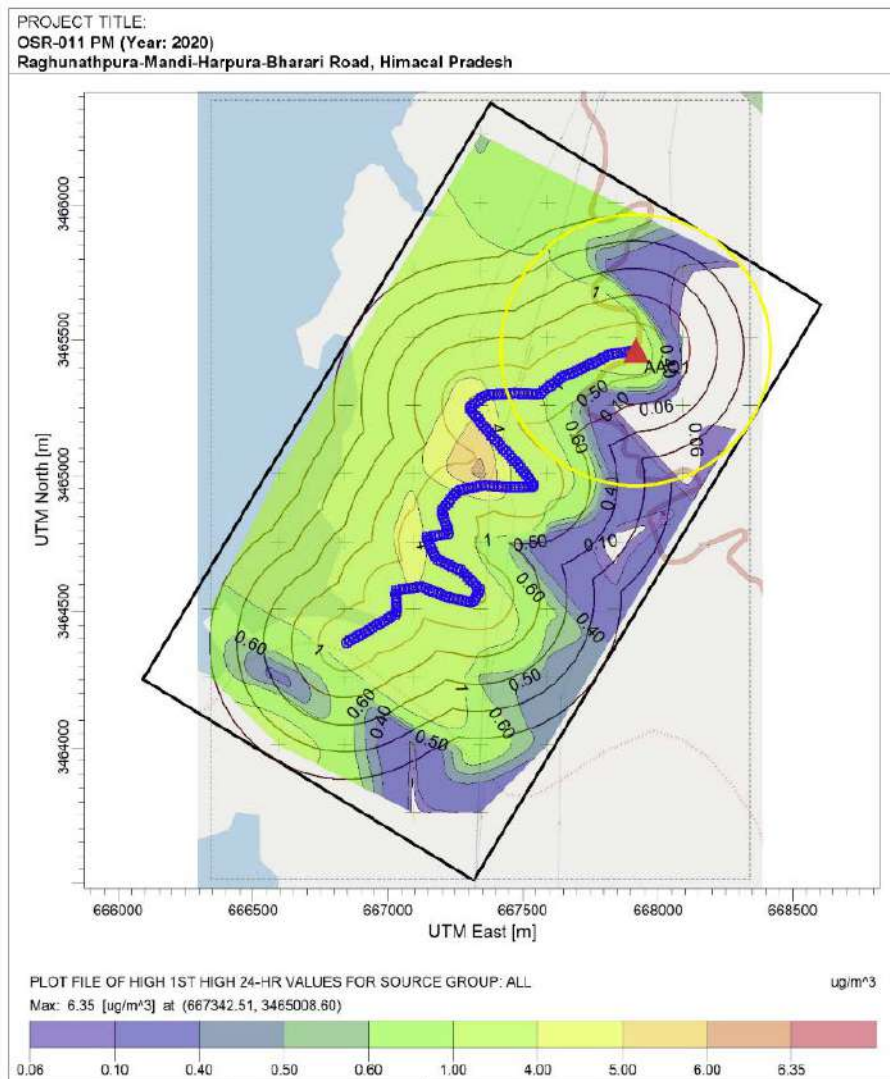 PROJECT TITLE:
OSR-011 PM (Year: 2020)
Raghunathpura-Mandi-Harpura-Bharari Road, Himacal Pradesh
UTM North [m]
3466000
3465500
3465000
3464500
3464000
1
AAQ1
0.50
0.10
0.06
0.60
0.06
4
0.4
1
0.50
0.10
4
0.60
0.40
0.60
1
0.50
1
0.60
0.40
0.50
0.60
666000 666500 667000 667500 668000 668500
UTM East [m]
PLOT FILE OF HIGH 1ST HIGH 24-HR VALUES FOR SOURCE GROUP: ALL ug/m^3
Max: 6.35 [ug/m^3] at (667342.51, 3465008.60)
0.06 0.10 0.40 0.50 0.60 1.00 4.00 5.00 6.00 6.35